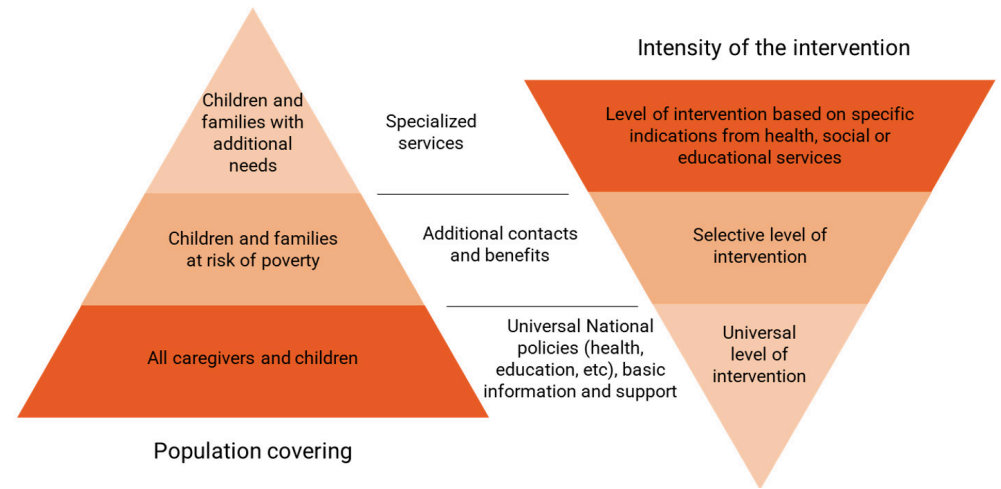 Intensity of the intervention
Children and
families with
additional
needs
Specialized
services
Level of intervention based on specific
indications from health, social or
educational services
Children and families
at risk of poverty
Additional contacts
and benefits
Selective level of
intervention
All caregivers and children
Universal National
policies (health,
education, etc), basic
information and support
Universal
level of
intervention
Population covering